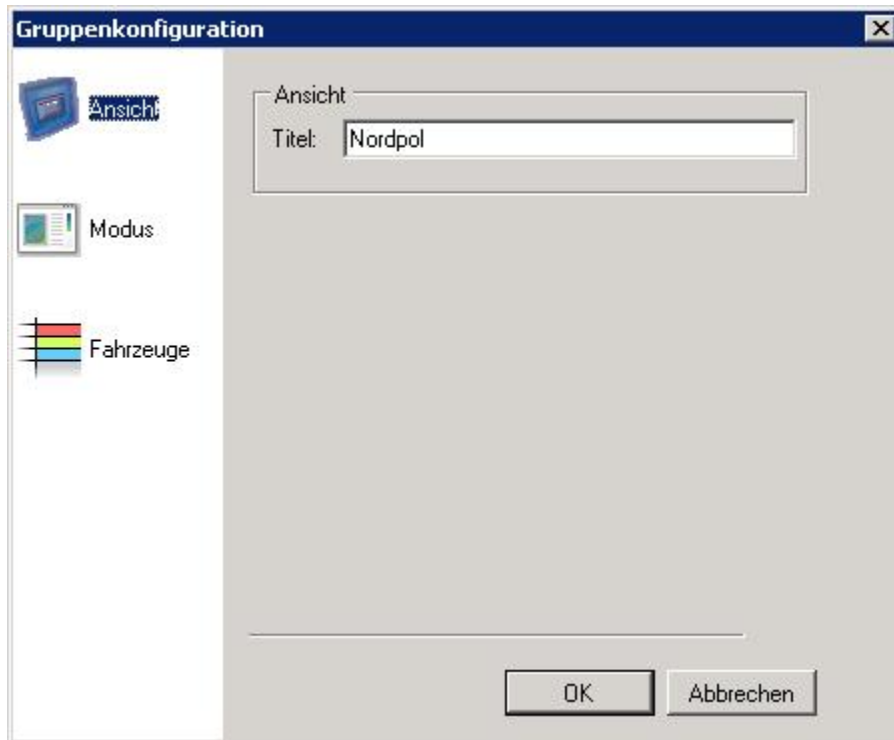 Gruppenkonfiguration
Ansicht
Modus
Fahrzeuge
Ansicht
Titel: Nordpol
OK Abbrechen